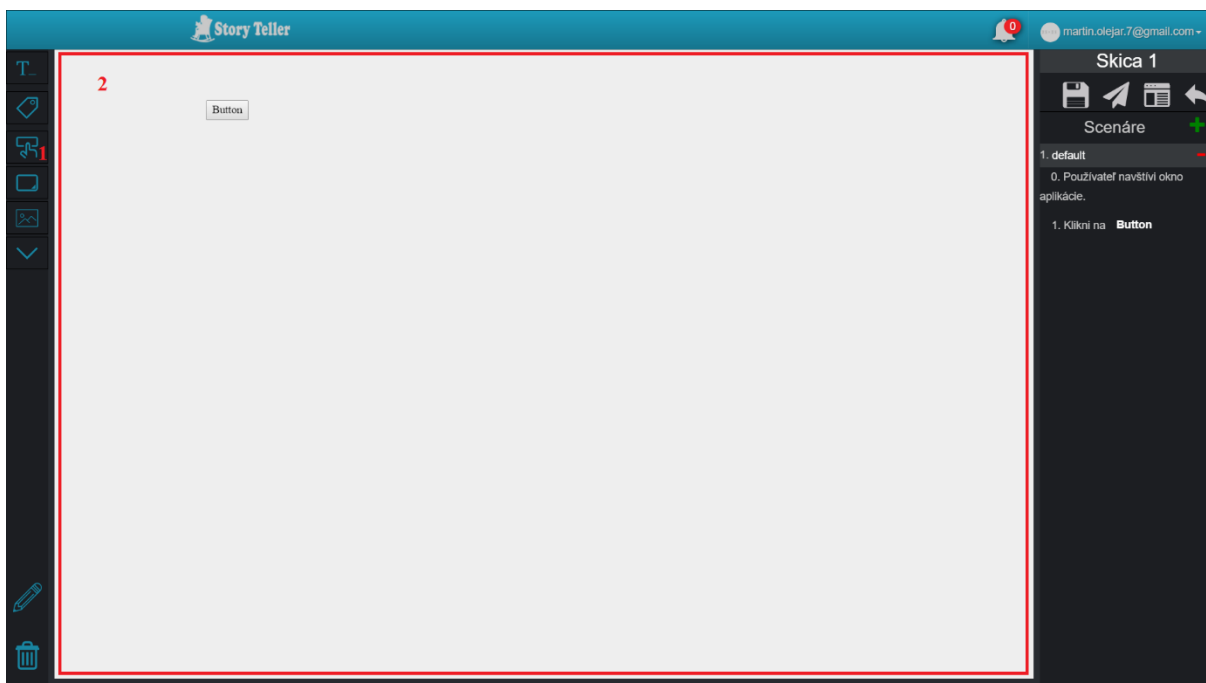 Story Teller
0
martin.olejar.7@gmail.com
T
Skica 1
2
Button
Scenáre
1
1. default
0. Používateľ navštívi okno
aplikácie.
1. Klikni na Button